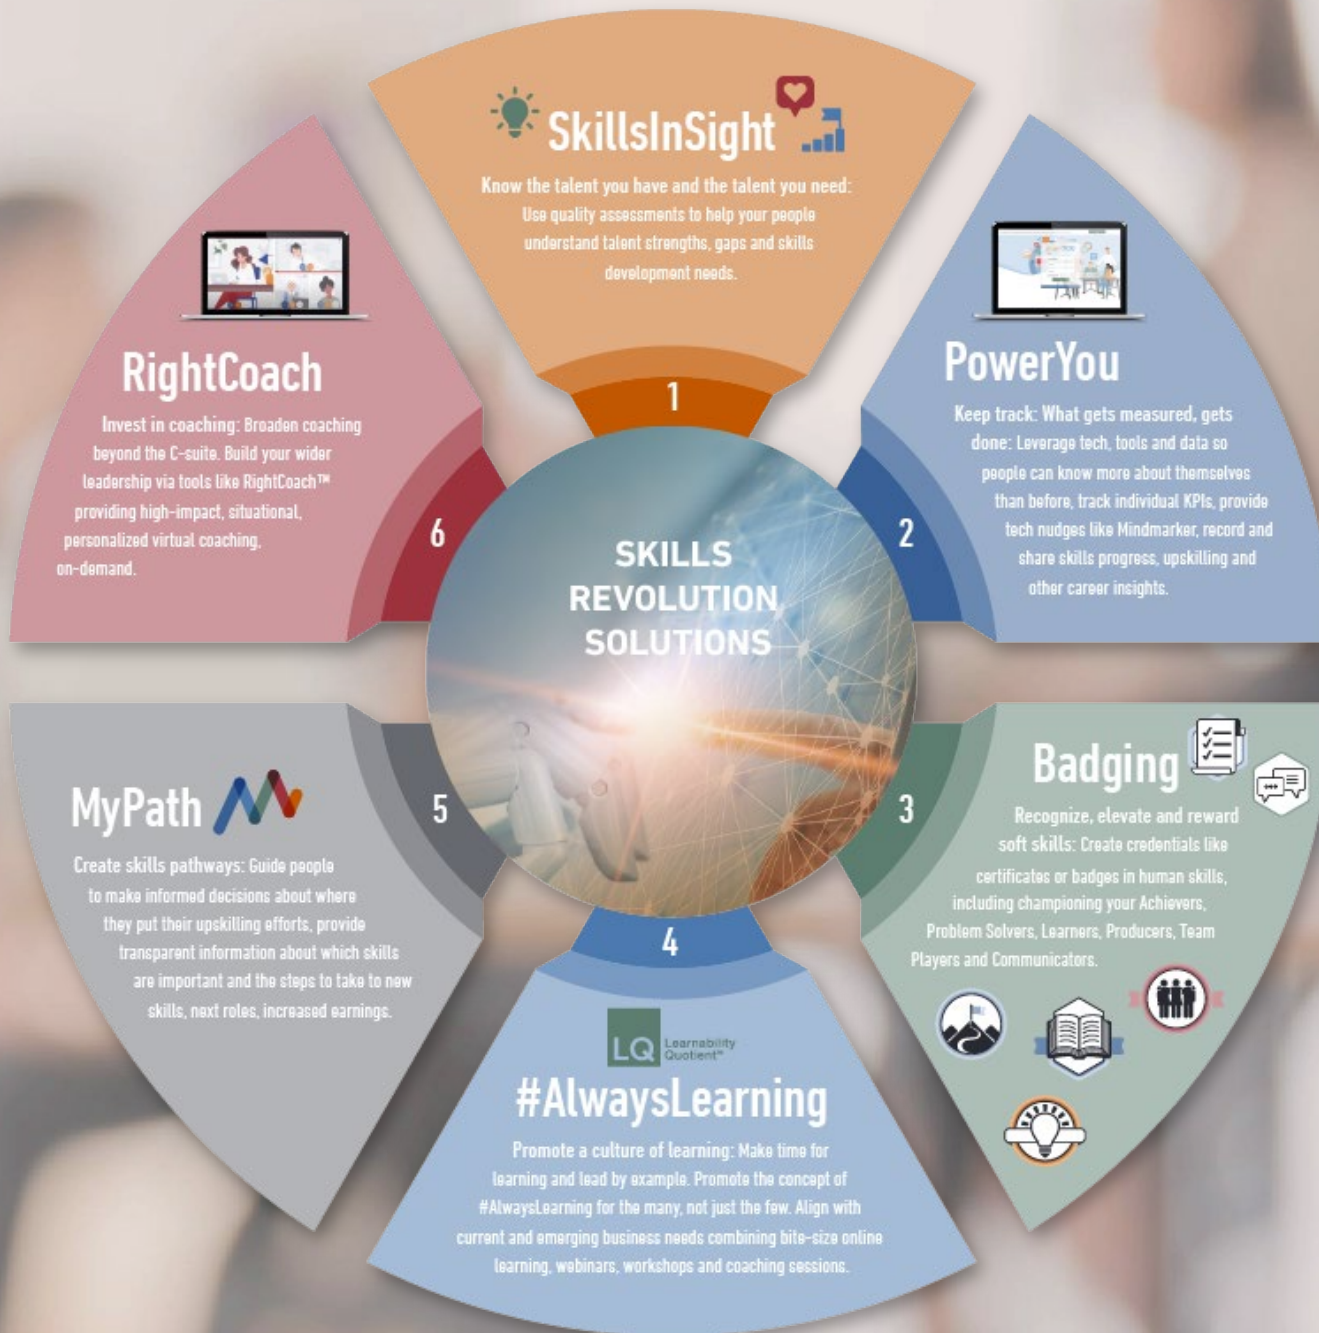 SkillsInSight
Know the talent you have and the talent you need:
Use quality assessments to help your people
understand talent strengths, gaps and skills
development needs.
1
PowerYou
Keep track: What gets measured, gets
done: Leverage tech, tools and data so
people can know more about themselves
than before, track individual KPIs, provide
tech nudges like Mindmarker, record and
share skills progress, upskilling and
other career insights.
2
Badging
Recognize, elevate and reward
soft skills: Create credentials like
certificates or badges in human skills,
including championing your Achievers,
Problem Solvers, Learners, Producers, Team
Players and Communicators.
3
4
LQ Learnability
Quotient™
#AlwaysLearning
Promote a culture of learning: Make time for
learning and lead by example. Promote the concept of
#AlwaysLearning for the many, not just the few. Align with
current and emerging business needs combining bite-size online
learning, webinars, workshops and coaching sessions.
MyPath
Create skills pathways: Guide people
to make informed decisions about where
they put their upskilling efforts, provide
transparent information about which skills
are important and the steps to take to new
skills, next roles, increased earnings.
5
RightCoach
Invest in coaching: Broaden coaching
beyond the C-suite. Build your wider
leadership via tools like RightCoach™
providing high-impact, situational,
personalized virtual coaching,
on-demand.
6
SKILLS
REVOLUTION
SOLUTIONS